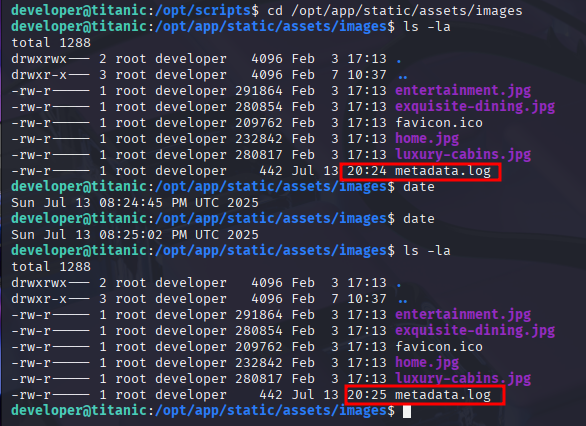 developer@titanic:/opt/scripts$ cd /opt/app/static/assets/images
developer@titanic:/opt/app/static/assets/images$ ls -la
total 1288
drwxrwx--- 2 root developer   4096 Feb  3 17:13 .
drwxr-x--- 3 root developer   4096 Feb  7 10:37 ..
-rw-r----- 1 root developer 291864 Feb  3 17:13 entertainment.jpg
-rw-r----- 1 root developer 280854 Feb  3 17:13 exquisite-dining.jpg
-rw-r----- 1 root developer 209762 Feb  3 17:13 favicon.ico
-rw-r----- 1 root developer 232842 Feb  3 17:13 home.jpg
-rw-r----- 1 root developer 280817 Feb  3 17:13 luxury-cabins.jpg
-rw-r----- 1 root developer    442 Jul 13 20:24 metadata.log
developer@titanic:/opt/app/static/assets/images$ date
Sun Jul 13 08:24:45 PM UTC 2025
developer@titanic:/opt/app/static/assets/images$ date
Sun Jul 13 08:25:02 PM UTC 2025
developer@titanic:/opt/app/static/assets/images$ ls -la
total 1288
drwxrwx--- 2 root developer   4096 Feb  3 17:13 .
drwxr-x--- 3 root developer   4096 Feb  7 10:37 ..
-rw-r----- 1 root developer 291864 Feb  3 17:13 entertainment.jpg
-rw-r----- 1 root developer 280854 Feb  3 17:13 exquisite-dining.jpg
-rw-r----- 1 root developer 209762 Feb  3 17:13 favicon.ico
-rw-r----- 1 root developer 232842 Feb  3 17:13 home.jpg
-rw-r----- 1 root developer 280817 Feb  3 17:13 luxury-cabins.jpg
-rw-r----- 1 root developer    442 Jul 13 20:25 metadata.log
developer@titanic:/opt/app/static/assets/images$